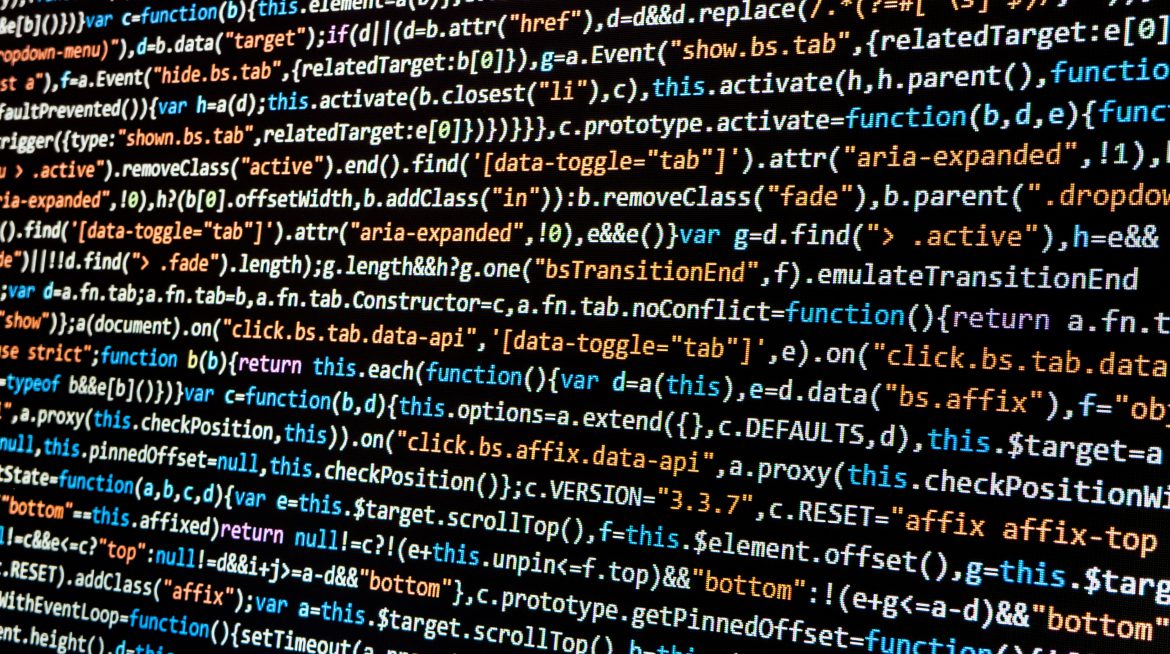 &e[b]()})}var c=function(b){this.element=a(b)}
ropdown-menu)"),d=b.data("target");if(d||(d=b.attr("href"),d=d&&d.replace(/.*(?=#[^\s]*$)/,
st a"),f=a.Event("hide.bs.tab",{relatedTarget:b[0]}),g=a.Event("show.bs.tab",{relatedTarget:e[0]
faultPrevented()){var h=a(d);this.activate(b.closest("li"),c),this.activate(h,h.parent(),functio
rigger({type:"shown.bs.tab",relatedTarget:e[0]})})}}},c.prototype.activate=function(b,d,e){func
u > .active").removeClass("active").end().find('[data-toggle="tab"]').attr("aria-expanded",!1),
ria-expanded",!0),h?(b[0].offsetWidth,b.addClass("in")):b.removeClass("fade"),b.parent(".dropdow
().find('[data-toggle="tab"]').attr("aria-expanded",!0),e&&e()}var g=d.find("> .active"),h=e&&
de")||!!d.find("> .fade").length);g.length&&h?g.one("bsTransitionEnd",f).emulateTransitionEnd
;var d=a.fn.tab;a.fn.tab=b,a.fn.tab.Constructor=c,a.fn.tab.noConflict=function(){return a.fn.t
"show")};a(document).on("click.bs.tab.data-api",'[data-toggle="tab"]',e).on("click.bs.tab.data
se strict";function b(b){return this.each(function(){var d=a(this),e=d.data("bs.affix"),f="obj
=typeof b&&e[b]()})}var c=function(b,d){this.options=a.extend({},c.DEFAULTS,d),this.$target=a
",a.proxy(this.checkPosition,this)).on("click.bs.affix.data-api",a.proxy(this.checkPositionWi
null,this.pinnedOffset=null,this.checkPosition()};c.VERSION="3.3.7",c.RESET="affix affix-top
tState=function(a,b,c,d){var e=this.$target.scrollTop(),f=this.$element.offset(),g=this.$targ
"bottom"==this.affixed)return null!=c?!(e+this.unpin<=f.top)&&"bottom":!(e+g<=a-d)&&"bottom"
l!=c&&e<=c?"top":null!=d&&i+j>=a-d&&"bottom"},c.prototype.getPinnedOffset=function(){
.RESET).addClass("affix");var a=this.$target.scrollTop(),b=this
WithEventLoop=function(){setTimeout(a.
ent.height(),d=this